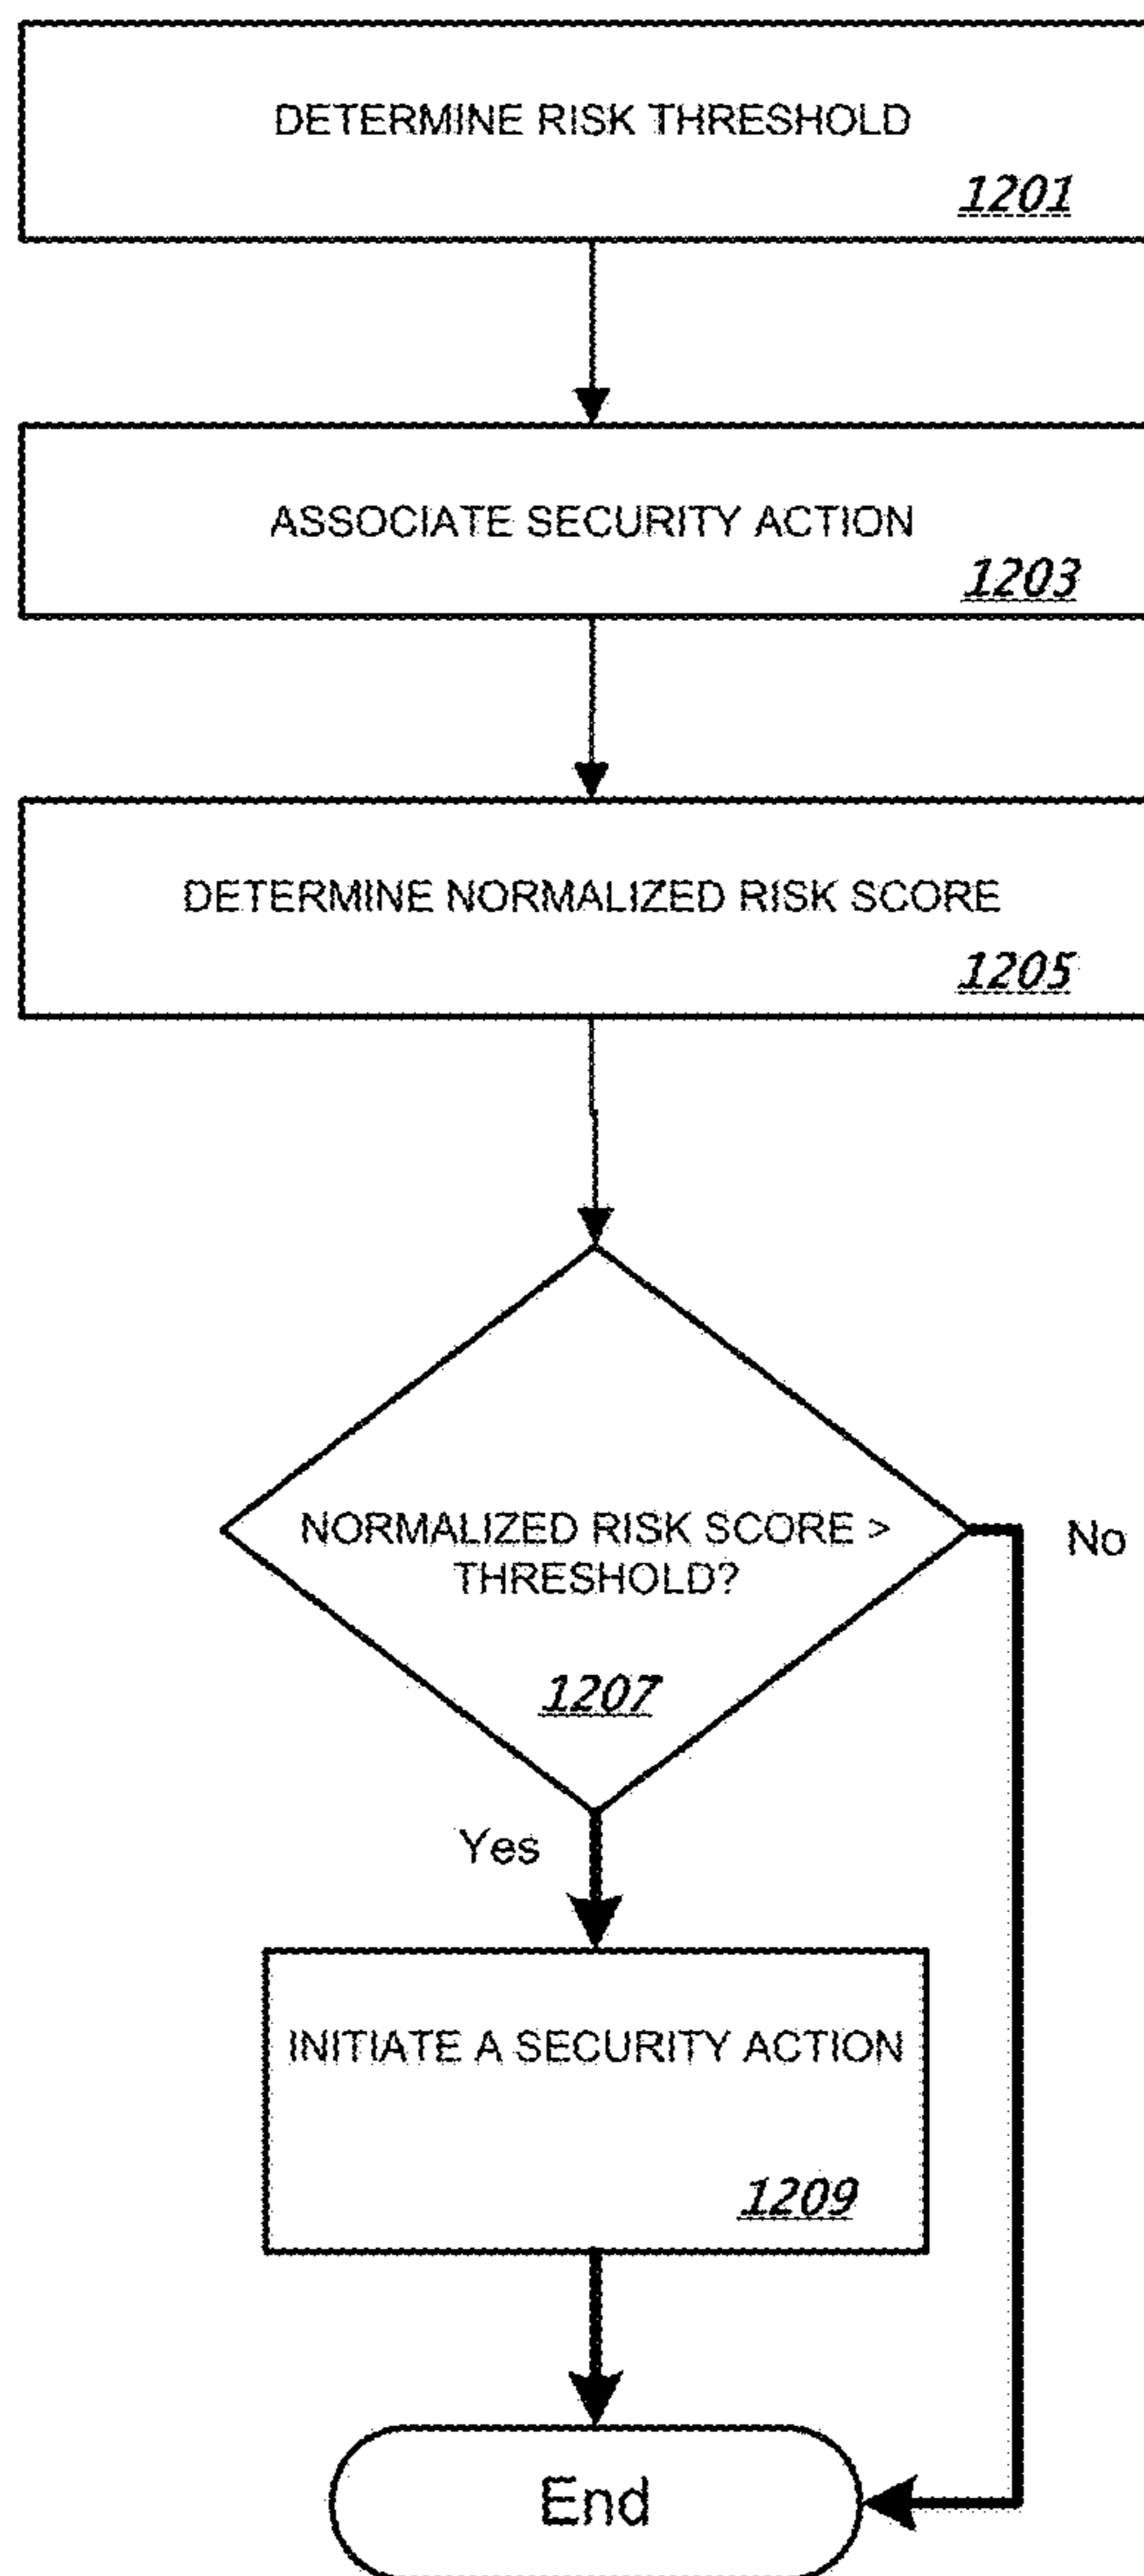 DETERMINE RISK THRESHOLD
1201
ASSOCIATE SECURITY ACTION
1203
DETERMINE NORMALIZED RISK SCORE
1205
NORMALIZED RISK SCORE >
THRESHOLD?
No
1207
Yes
INITIATE A SECURITY ACTION
1209
End